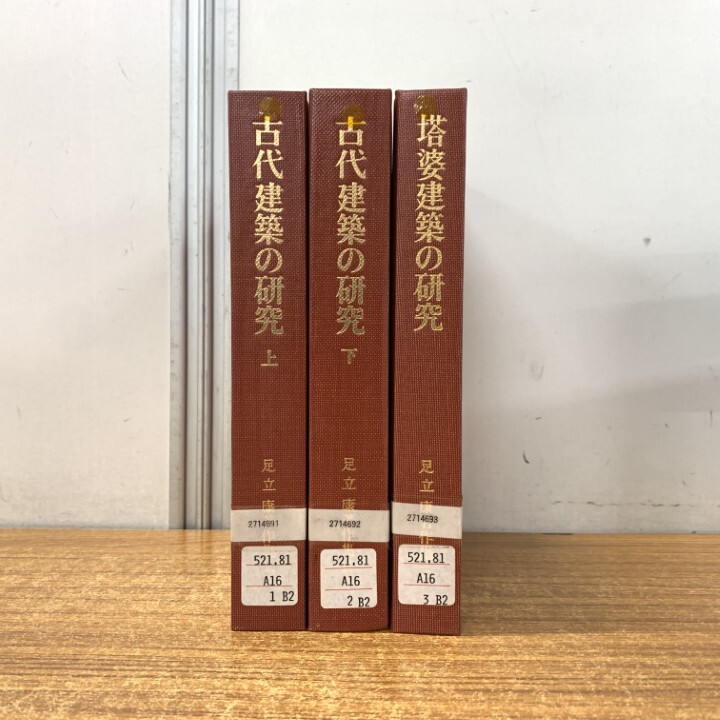 古代建築の研究 上
足立康
2714691
521.81
A16
1 B2
古代建築の研究 下
足立
2714692
521.81
A16
2 B2
塔婆建築の研究
足立
2714693
521.81
A16
3 B2